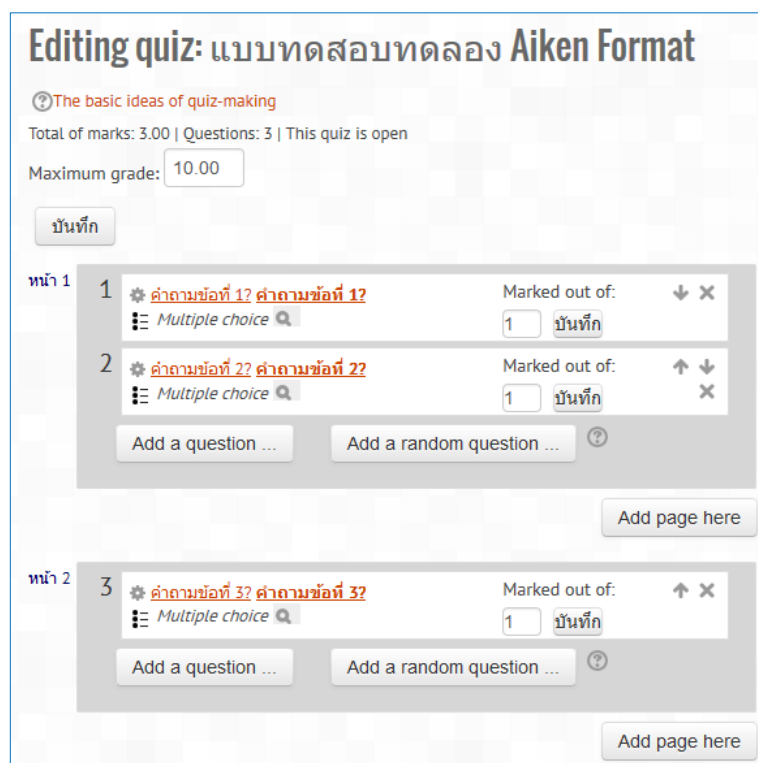 Editing quiz: แบบทดสอบทดลอง Aiken Format
The basic ideas of quiz-making
Total of marks: 3.00 | Questions: 3 | This quiz is open
Maximum grade: 10.00
บันทึก
หน้า 1
1 คำถามข้อที่ 1? คำถามข้อที่ 1? Marked out of:
Multiple choice 1 บันทึก
2 คำถามข้อที่ 2? คำถามข้อที่ 2? Marked out of:
Multiple choice 1 บันทึก
Add a question ... Add a random question ...
Add page here
หน้า 2
3 คำถามข้อที่ 3? คำถามข้อที่ 3? Marked out of:
Multiple choice 1 บันทึก
Add a question ... Add a random question ...
Add page here